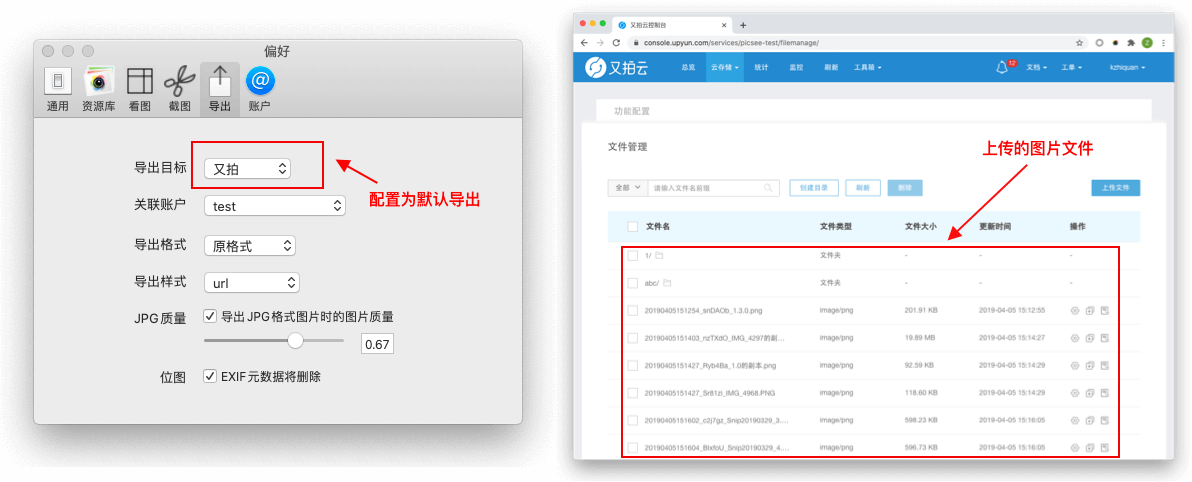 偏好
通用 资源库 看图 截图 导出 账户
导出目标 又拍
配置为默认导出
关联账户 test
导出格式 原格式
导出样式 url
JPG质量 导出JPG格式图片时的图片质量
0.67
位图 EXIF元数据将删除
又拍云控制台
console.upyun.com/services/picsee-test/filemanage/
又拍云 总览 云存储 统计 监控 刷新 工具箱 12 文档 工单 kzhiquan
功能配置
文件管理
上传的图片文件
全部 请输入文件名前缀 创建目录 刷新 删除 上传文件
文件名 文件类型 文件大小 更新时间 操作
1/ 文件夹 - - -
abc/ 文件夹 - - -
20190405151254_snDAOb_1.3.0.png image/png 201.91 KB 2019-04-05 15:12:55
20190405151403_nzTXdO_IMG_4297的副... image/png 19.89 MB 2019-04-05 15:14:27
20190405151427_Ryb4Ba_1.0的副本.png image/png 92.59 KB 2019-04-05 15:14:29
20190405151427_Sr81zi_IMG_4968.PNG image/png 118.60 KB 2019-04-05 15:14:29
20190405151602_c2j7gz_Snip20190329_3.... image/png 598.23 KB 2019-04-05 15:16:05
20190405151604_BlxfoU_Snip20190329_4.... image/png 596.73 KB 2019-04-05 15:16:05